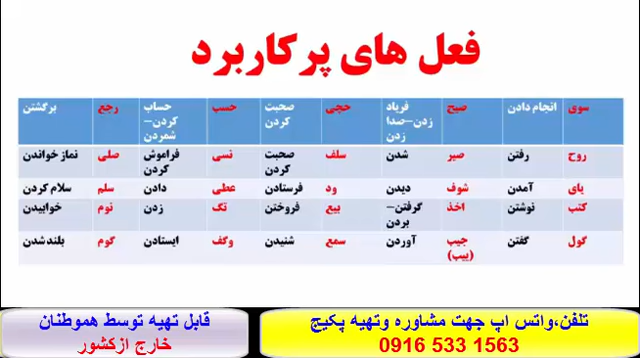 فعل های پرکاربرد
سوی انجام دادن صیح فریاد زدن-صدا زدن حجی صحبت کردن حسب حساب کردن- شمردن رجع برگشتن
روح رفتن صیر شدن سلف صحبت کردن نسی فراموش کردن صلی نماز خواندن
یای آمدن شوف دیدن ود فرستادن عطی دادن سلم سلام کردن
کتب نوشتن اخذ گرفتن- بردن بیع فروختن تگ زدن نوم خوابیدن
گول گفتن جیب (بیب) آوردن سمع شنیدن وگف ایستادن گوم بلند شدن
تلفن،واتس اپ جهت مشاوره وتهیه پکیج
0916 533 1563
قابل تهیه توسط هموطنان
خارج ازکشور